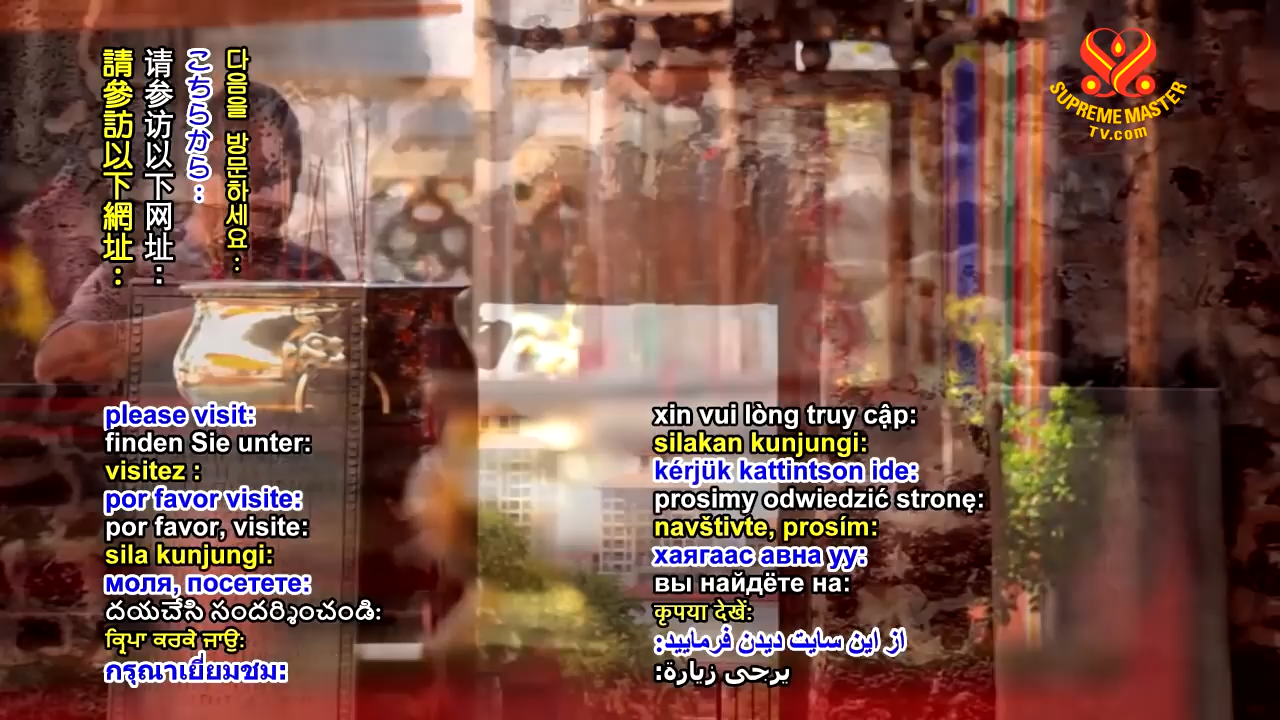 請參訪以下網址：
请参访以下网址：
こちらから：
다음을 방문하세요：
SUPREME MASTER
TV.com
please visit:
finden Sie unter:
visitez :
por favor visite:
por favor, visite:
sila kunjungi:
моля, посетете:
దయచేసి సందర్శించండి:
ਕ੍ਰਿਪਾ ਕਰਕੇ ਜਾਉ:
กรุณาเยี่ยมชม:
xin vui lòng truy cập:
silakan kunjungi:
kérjük kattintson ide:
prosimy odwiedzić stronę:
navštivte, prosím:
хаягаас авна уу:
вы найдёте на:
कृपया देखें:
از این سایت دیدن فرمایید:
يرجى زيارة: